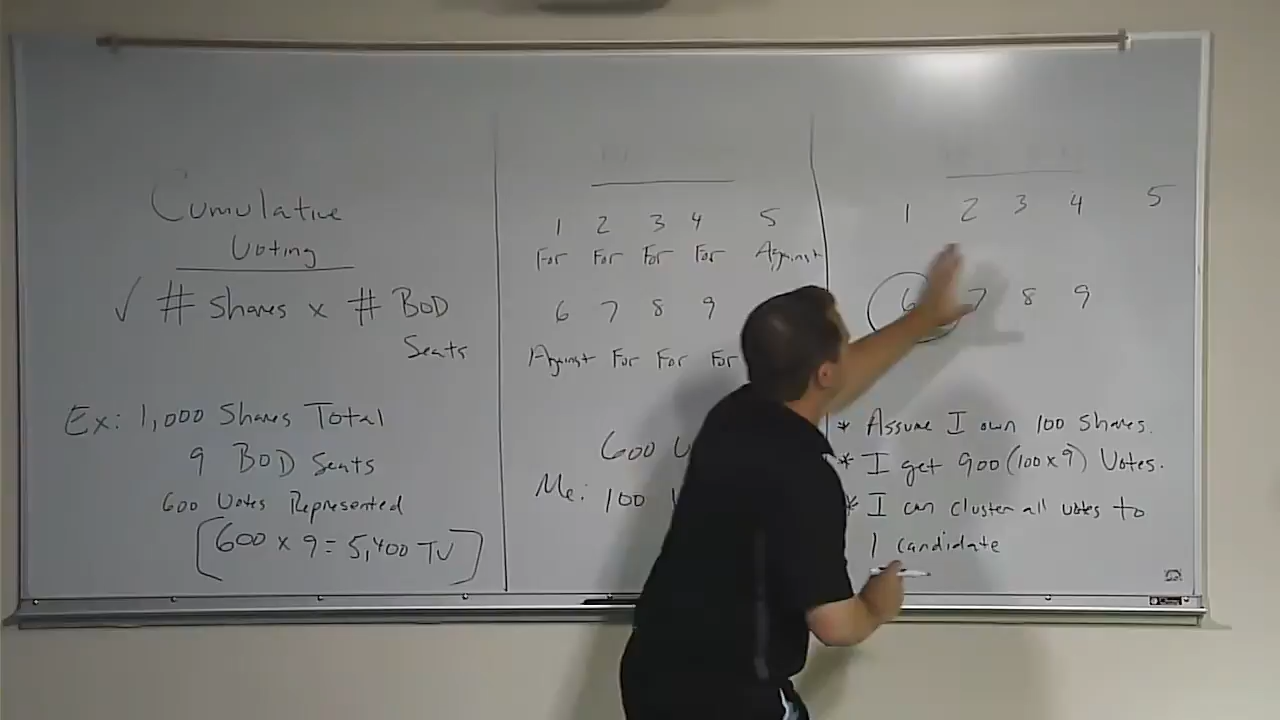 Cumulative
Voting
✓ # Shares x # BOD
Seats
Ex: 1,000 Shares Total
9 BOD Seats
600 Votes Represented
[600 x 9 = 5,400 TV]
1 2 3 4 5
For For For For Against
6 7 8 9
Against For For For
600
Me: 100
1 2 3 4 5
6 7 8 9
* Assume I own 100 shares.
* I get 900 (100 x 9) Votes.
* I can cluster all votes to
1 candidate